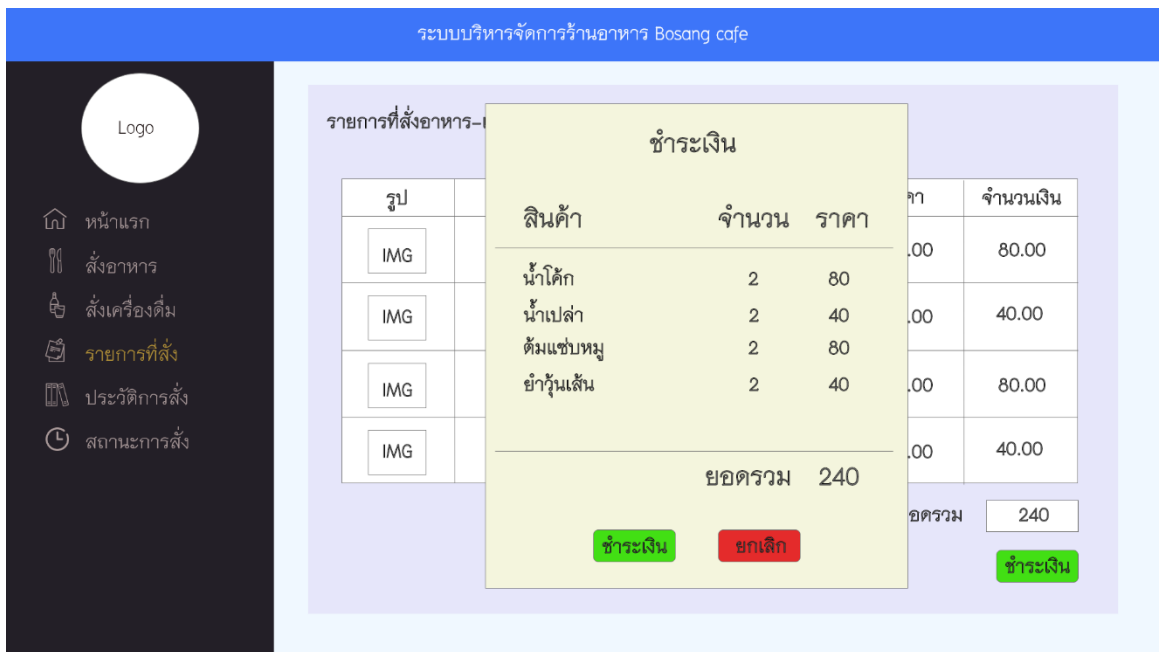 ระบบบริหารจัดการร้านอาหาร Bosang cafe
Logo
หน้าแรก
สั่งอาหาร
สั่งเครื่องดื่ม
รายการที่สั่ง
ประวัติการสั่ง
สถานะการสั่ง
รายการที่สั่งอาหาร-เ
รูป
จำนวนเงิน
IMG
.00 80.00
IMG
.00 40.00
IMG
.00 80.00
IMG
.00 40.00
อดรวม 240
ชำระเงิน
ชำระเงิน
สินค้า จำนวน ราคา
น้ำโค้ก 2 80
น้ำเปล่า 2 40
ต้มแซ่บหมู 2 80
ยำวุ้นเส้น 2 40
ยอดรวม 240
ชำระเงิน ยกเลิก